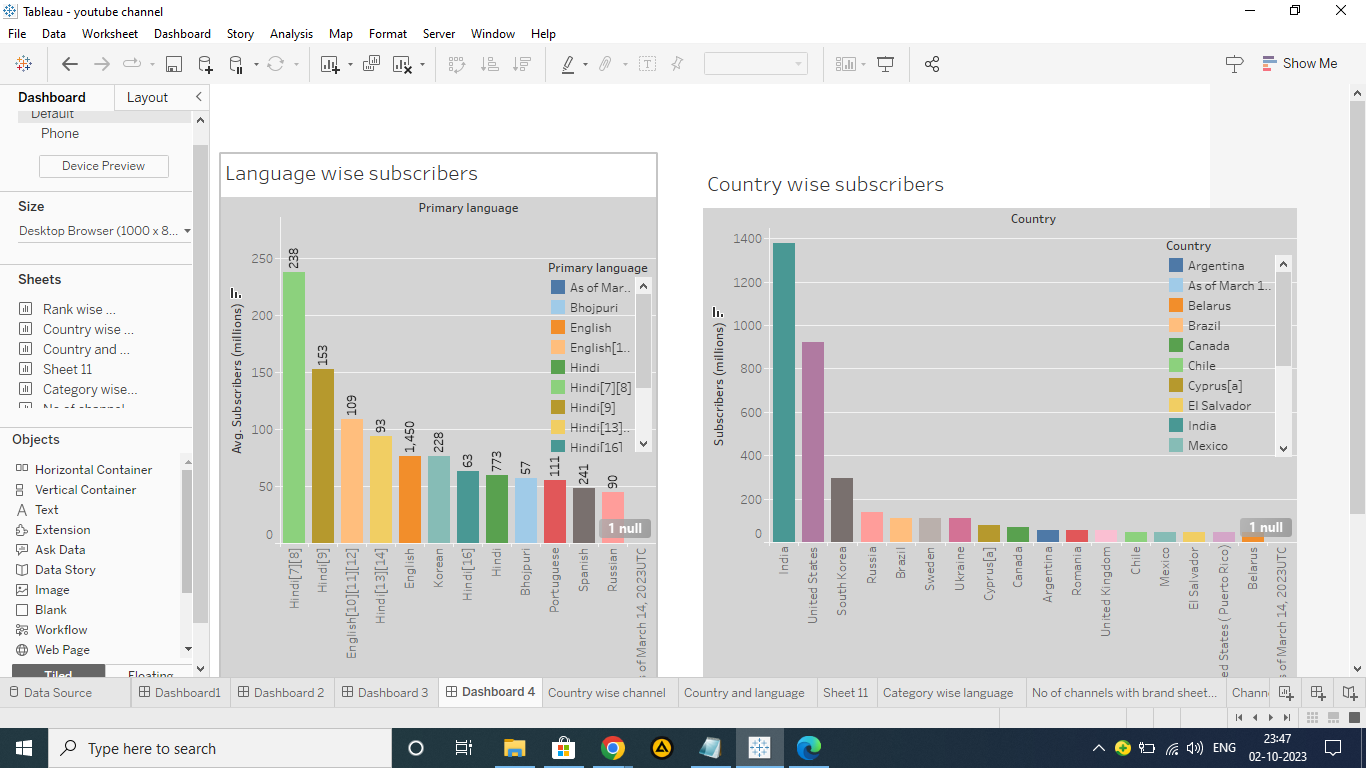 Tableau - youtube channel
File Data Worksheet Dashboard Story Analysis Map Format Server Window Help
Show Me
Dashboard Layout
Default
Phone
Device Preview
Size
Desktop Browser (1000 x 8...
Sheets
Rank wise ...
Country wise ...
Country and ...
Sheet 11
Category wise...
No of channel
Objects
Horizontal Container
Vertical Container
Text
Extension
Ask Data
Data Story
Image
Blank
Workflow
Web Page
Tiled Floating
Language wise subscribers
Primary language
Avg. Subscribers (millions)
250
200
150
100
50
0
238
153
109
93
1,450
228
63
773
57
111
241
90
Primary language
As of Mar..
Bhojpuri
English
English[1..
Hindi
Hindi[7][8]
Hindi[9]
Hindi[13]..
Hindi[16]
1 null
Hindi[7][8]
Hindi[9]
English[10][11][12]
Hindi[13][14]
English
Korean
Hindi[16]
Hindi
Bhojpuri
Portuguese
Spanish
Russian
s of March 14, 2023UTC
Country wise subscribers
Country
Subscribers (millions)
1400
1200
1000
800
600
400
200
0
Country
Argentina
As of March 1..
Belarus
Brazil
Canada
Chile
Cyprus[a]
El Salvador
India
Mexico
1 null
India
United States
South Korea
Russia
Brazil
Sweden
Ukraine
Cyprus[a]
Canada
Argentina
Romania
United Kingdom
Chile
Mexico
El Salvador
ed States ( Puerto Rico)
Belarus
s of March 14, 2023UTC
Data Source Dashboard1 Dashboard 2 Dashboard 3 Dashboard 4 Country wise channel Country and language Sheet 11 Category wise language No of channels with brand sheet... Chann
Type here to search
ENG
23:47
02-10-2023